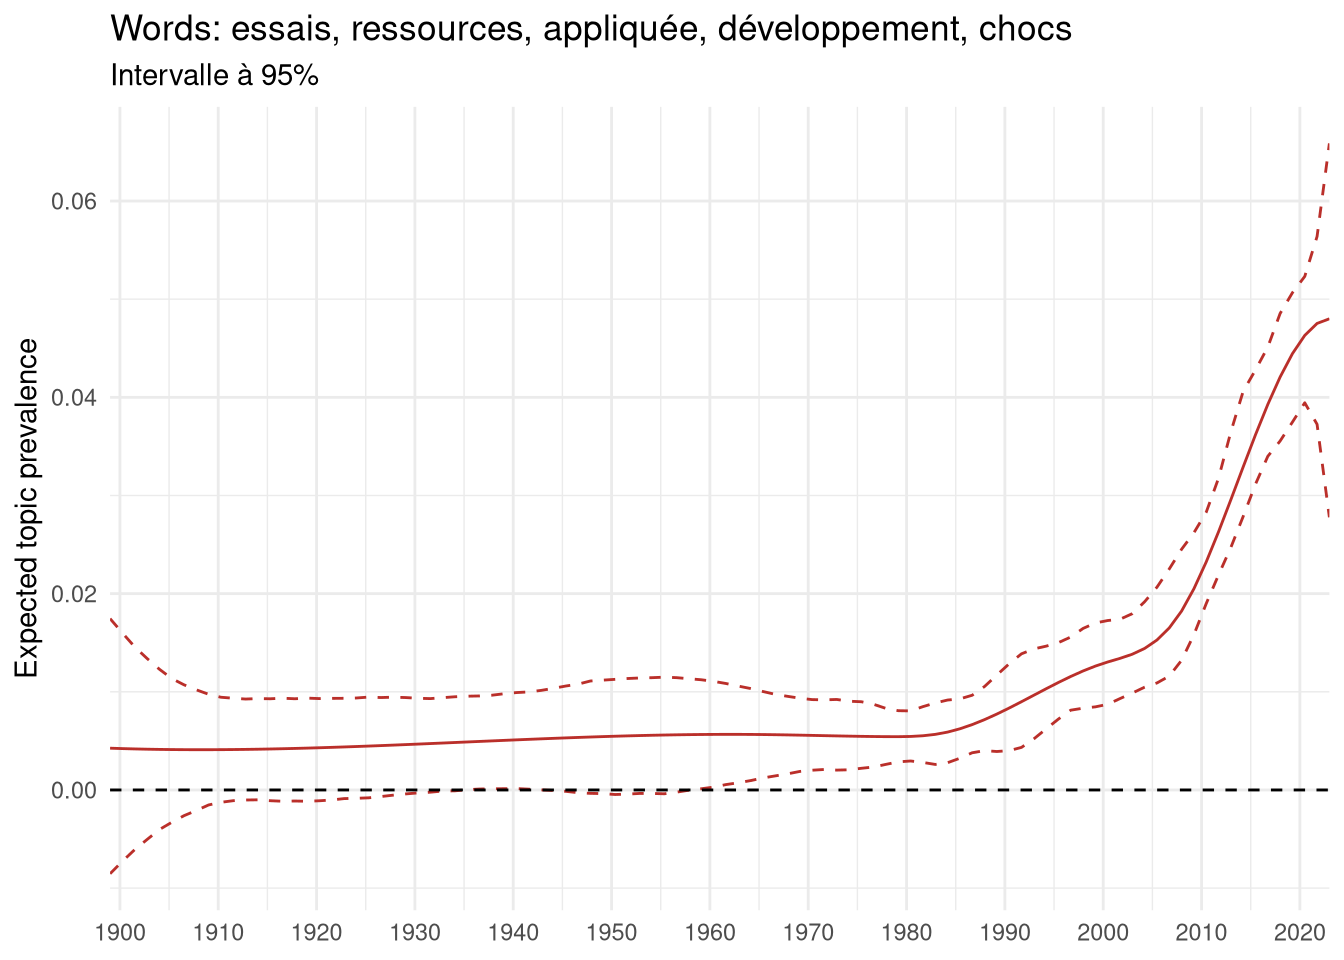 Words: essais, ressources, appliquée, développement, chocs
Intervalle à 95%
Expected topic prevalence
0.06
0.04
0.02
0.00
1900 1910 1920 1930 1940 1950 1960 1970 1980 1990 2000 2010 2020